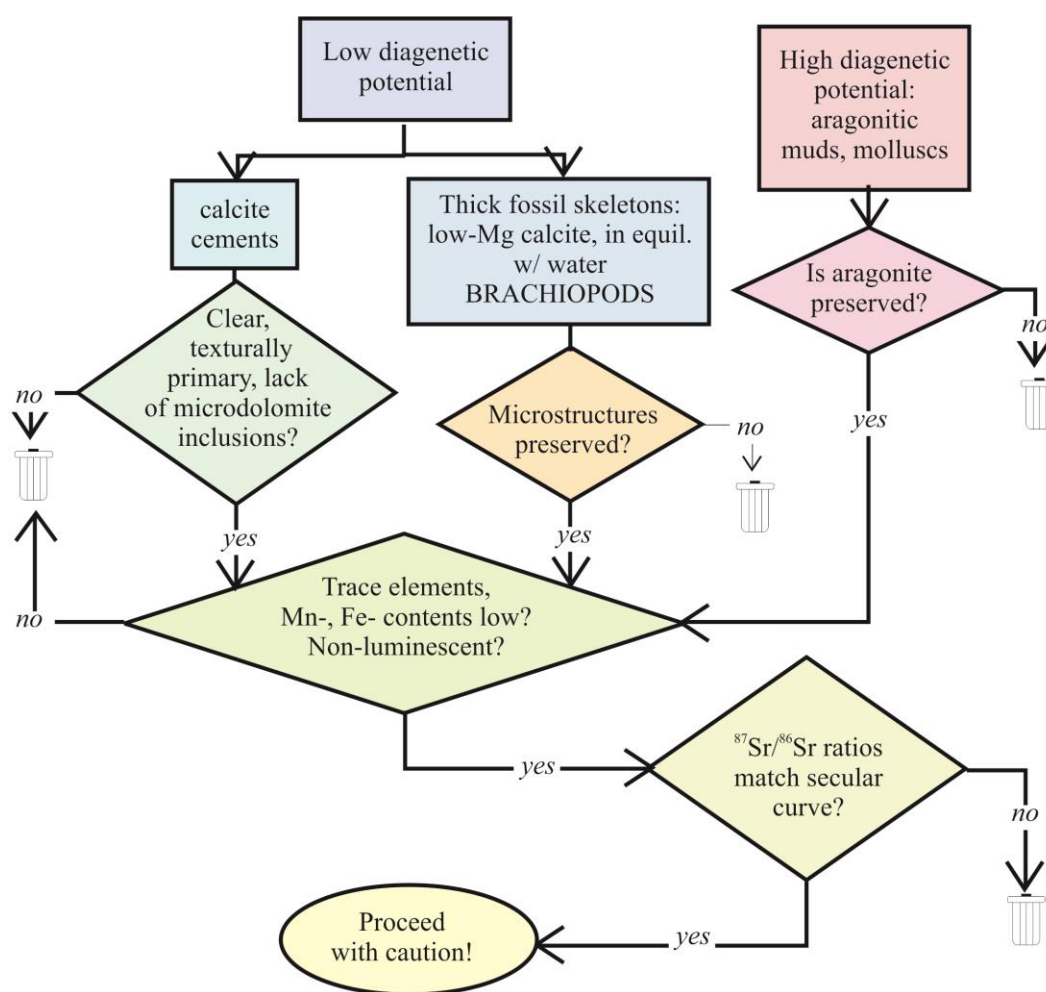 Low diagenetic
potential
High diagenetic
potential:
aragonitic
muds, molluscs
calcite
cements
Thick fossil skeletons:
low-Mg calcite, in equil.
w/ water
BRACHIOPODS
Is aragonite
preserved?
no
Clear,
texturally
primary, lack
of microdolomite
inclusions?
no
Microstructures
preserved?
no
yes
yes
yes
Trace elements,
Mn-, Fe- contents low?
Non-luminescent?
no
yes
⁸⁷Sr/⁸⁶Sr ratios
match secular
curve?
no
yes
Proceed
with caution!